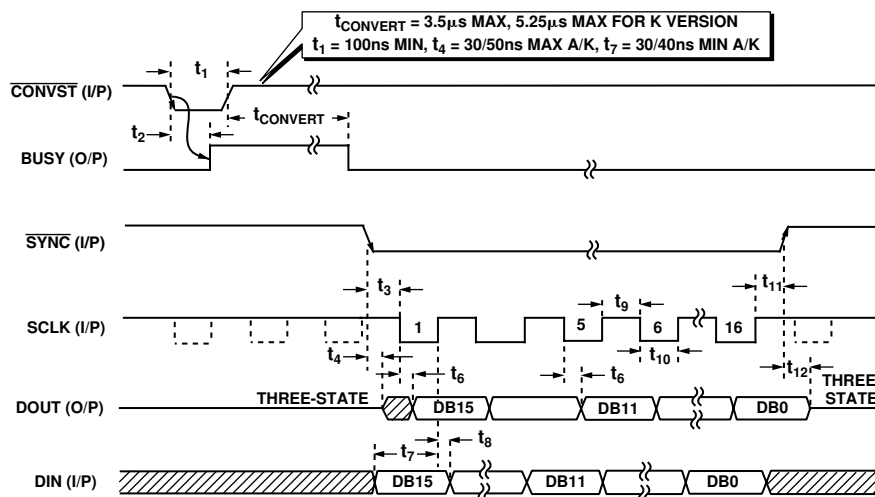 tCONVERT = 3.5µs MAX, 5.25µs MAX FOR K VERSION
t1 = 100ns MIN, t4 = 30/50ns MAX A/K, t7 = 30/40ns MIN A/K
t1
CONVST (I/P)
t2
tCONVERT
BUSY (O/P)
SYNC (I/P)
t3
t9
t11
SCLK (I/P)
1
5
6
16
t4
t6
t6
t10
t12
THREE-STATE
THREE
STATE
DOUT (O/P)
DB15
DB11
DB0
t7
t8
DIN (I/P)
DB15
DB11
DB0